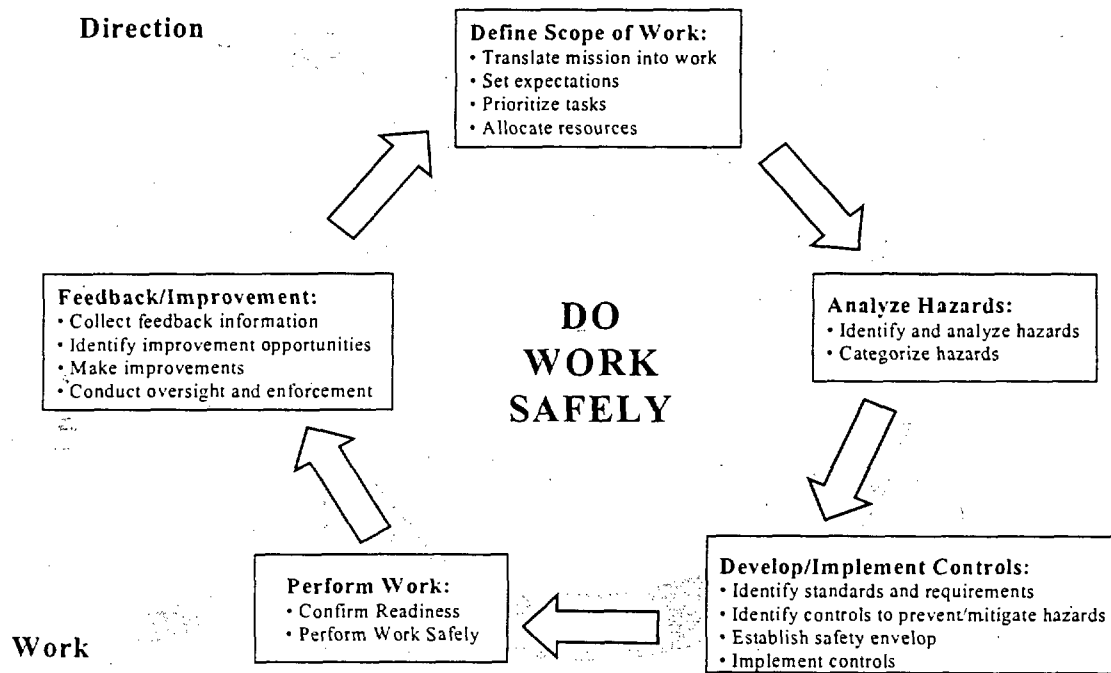 Direction
Define Scope of Work:
• Translate mission into work
• Set expectations
• Prioritize tasks
• Allocate resources
Analyze Hazards:
• Identify and analyze hazards
• Categorize hazards
Develop/Implement Controls:
• Identify standards and requirements
• Identify controls to prevent/mitigate hazards
• Establish safety envelop
• Implement controls
Perform Work:
• Confirm Readiness
• Perform Work Safely
Feedback/Improvement:
• Collect feedback information
• Identify improvement opportunities
• Make improvements
• Conduct oversight and enforcement
DO
WORK
SAFELY
Work